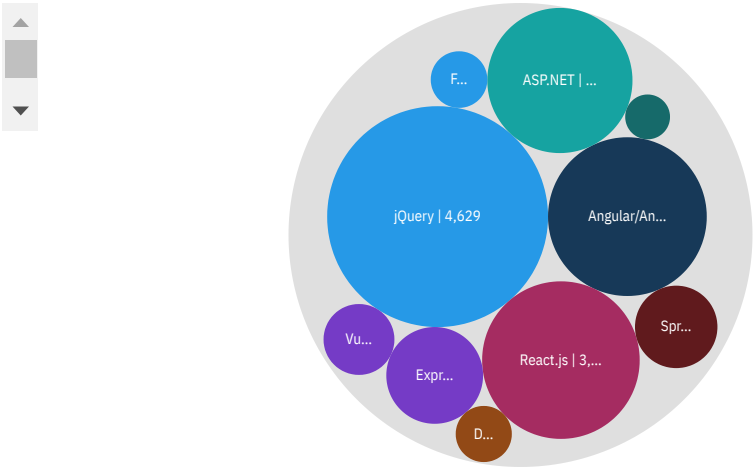 F...
ASP.NET | ...
jQuery | 4,629
Angular/An...
Vu...
Expr...
React.js | 3,...
Spr...
D...